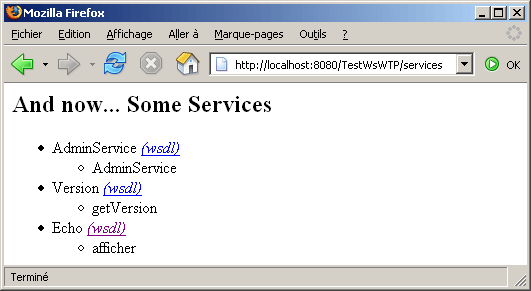 Mozilla Firefox
Fichier Edition Affichage Aller à Marque-pages Outils ?
http://localhost:8080/TestWsWTP/services OK
And now... Some Services
AdminService (wsdl)
AdminService
Version (wsdl)
getVersion
Echo (wsdl)
afficher
Terminé